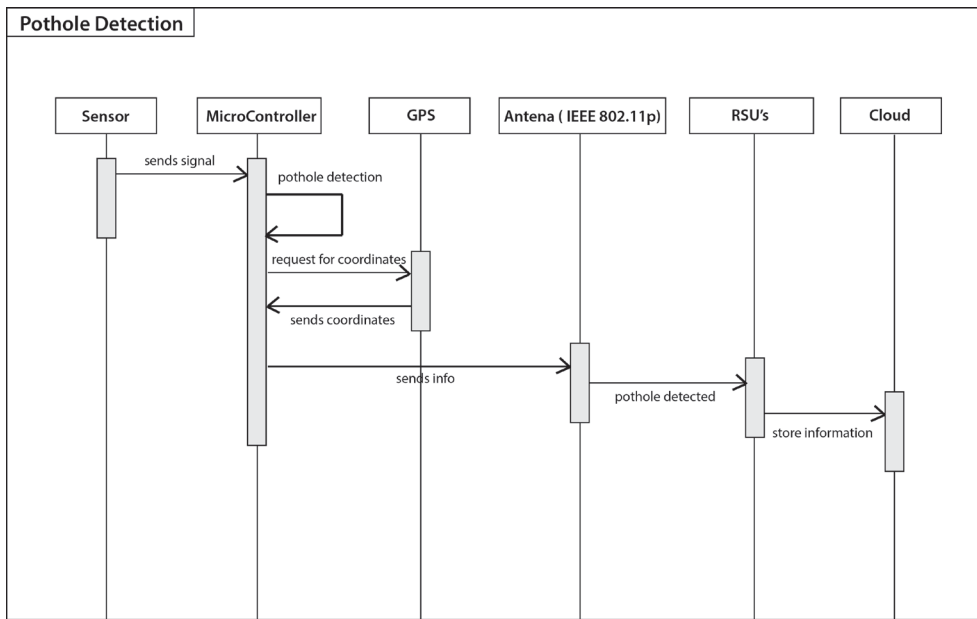 Pothole Detection
Sensor
MicroController
GPS
Antena ( IEEE 802.11p)
RSU's
Cloud
sends signal
pothole detection
request for coordinates
sends coordinates
sends info
pothole detected
store information